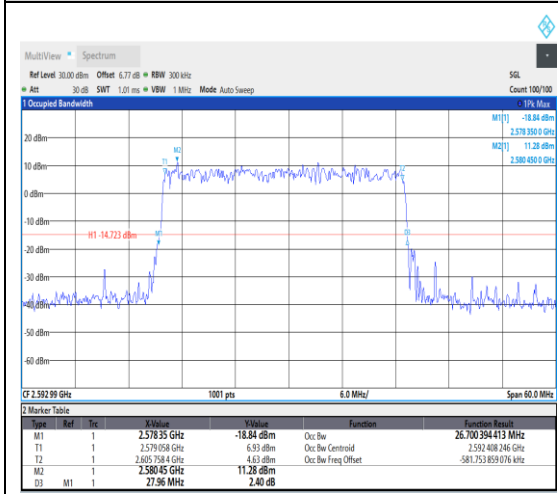 MultiView Spectrum
Ref Level 30.00 dBm Offset 6.77 dB RBW 300 kHz SGL
Att 30 dB SWT 1.01 ms VBW 1 MHz Mode Auto Sweep Count 100/100
1 Occupied Bandwidth 1Pk Max
M1[1] -18.84 dBm
2.578 350 0 GHz
M2[1] 11.28 dBm
2.580 450 0 GHz
20 dBm
M2
T1
10 dBm
0 dBm
-10 dBm
H1 -14.723 dBm
M1
-20 dBm
-30 dBm
-40 dBm
-50 dBm
-60 dBm
CF 2.592 99 GHz 1001 pts 6.0 MHz/ Span 60.0 MHz
2 Marker Table
Type Ref Trc X-Value Y-Value Function Function Result
M1 1 2.578 35 GHz -18.84 dBm Occ Bw 26.700 394 413 MHz
T1 1 2.579 058 GHz 6.93 dBm Occ Bw Centroid 2.592 408 246 GHz
T2 1 2.605 758 4 GHz 4.63 dBm Occ Bw Freq Offset -581.753 859 076 kHz
M2 1 2.580 45 GHz 11.28 dBm
D3 M1 1 27.96 MHz 2.40 dB